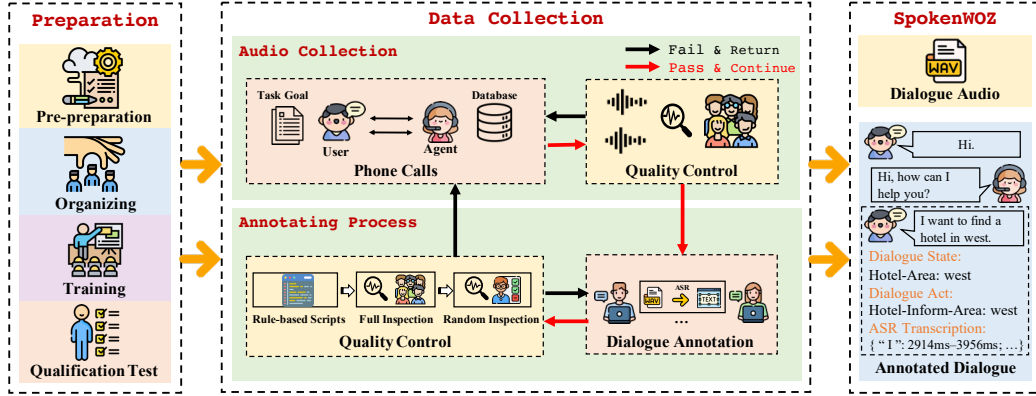 Preparation
Pre-preparation
Organizing
Training
Qualification Test
Data Collection
Audio Collection
Fail & Return
Pass & Continue
Task Goal
Database
User
Agent
Phone Calls
Quality Control
Annotating Process
Rule-based Scripts
Full Inspection
Random Inspection
Quality Control
WAV
ASR
TEXT
...
Dialogue Annotation
SpokenWOZ
WAV
Dialogue Audio
Hi.
Hi, how can I
help you?
I want to find a
hotel in west.
Dialogue State:
Hotel-Area: west
Dialogue Act:
Hotel-Inform-Area: west
ASR Transcription:
{ “ I ”: 2914ms–3956ms; …}
Annotated Dialogue